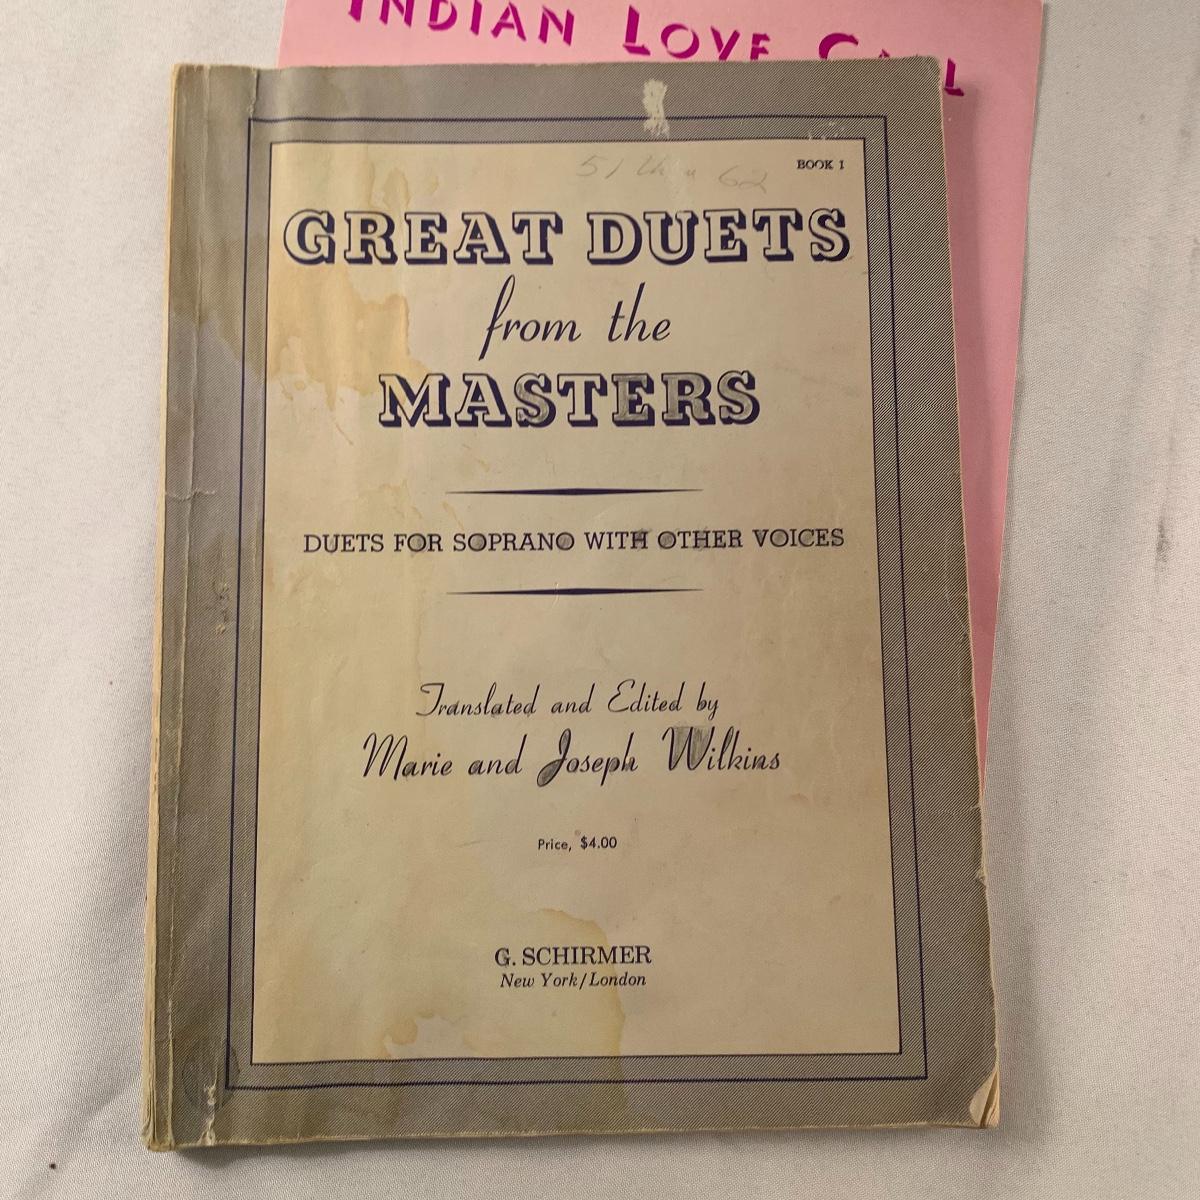 INDIAN LOVE CALL
BOOK I
GREAT DUETS
from the
MASTERS
DUETS FOR SOPRANO WITH OTHER VOICES
Translated and Edited by
Marie and Joseph Wilkins
Price, $4.00
G. SCHIRMER
New York/London